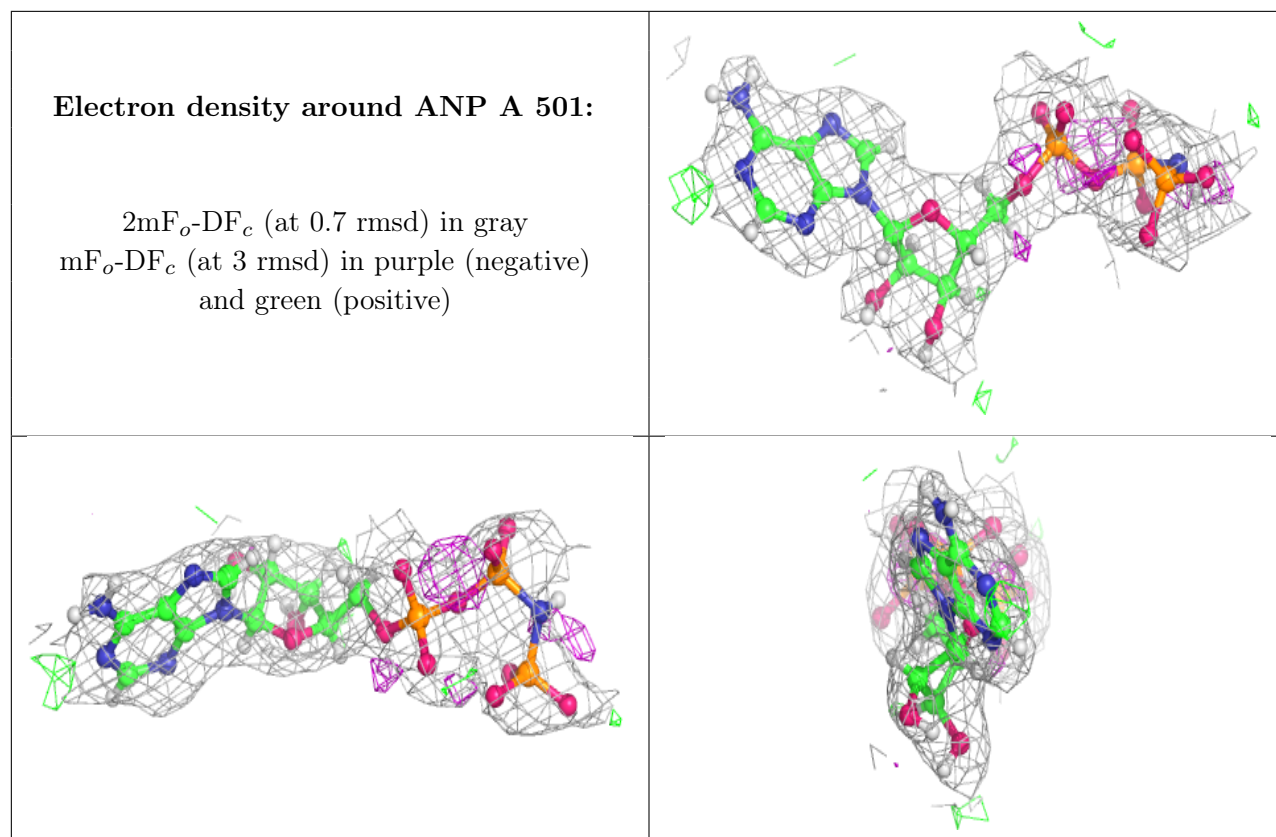 Electron density around ANP A 501:
2mFo-DFc (at 0.7 rmsd) in gray
mFo-DFc (at 3 rmsd) in purple (negative)
and green (positive)